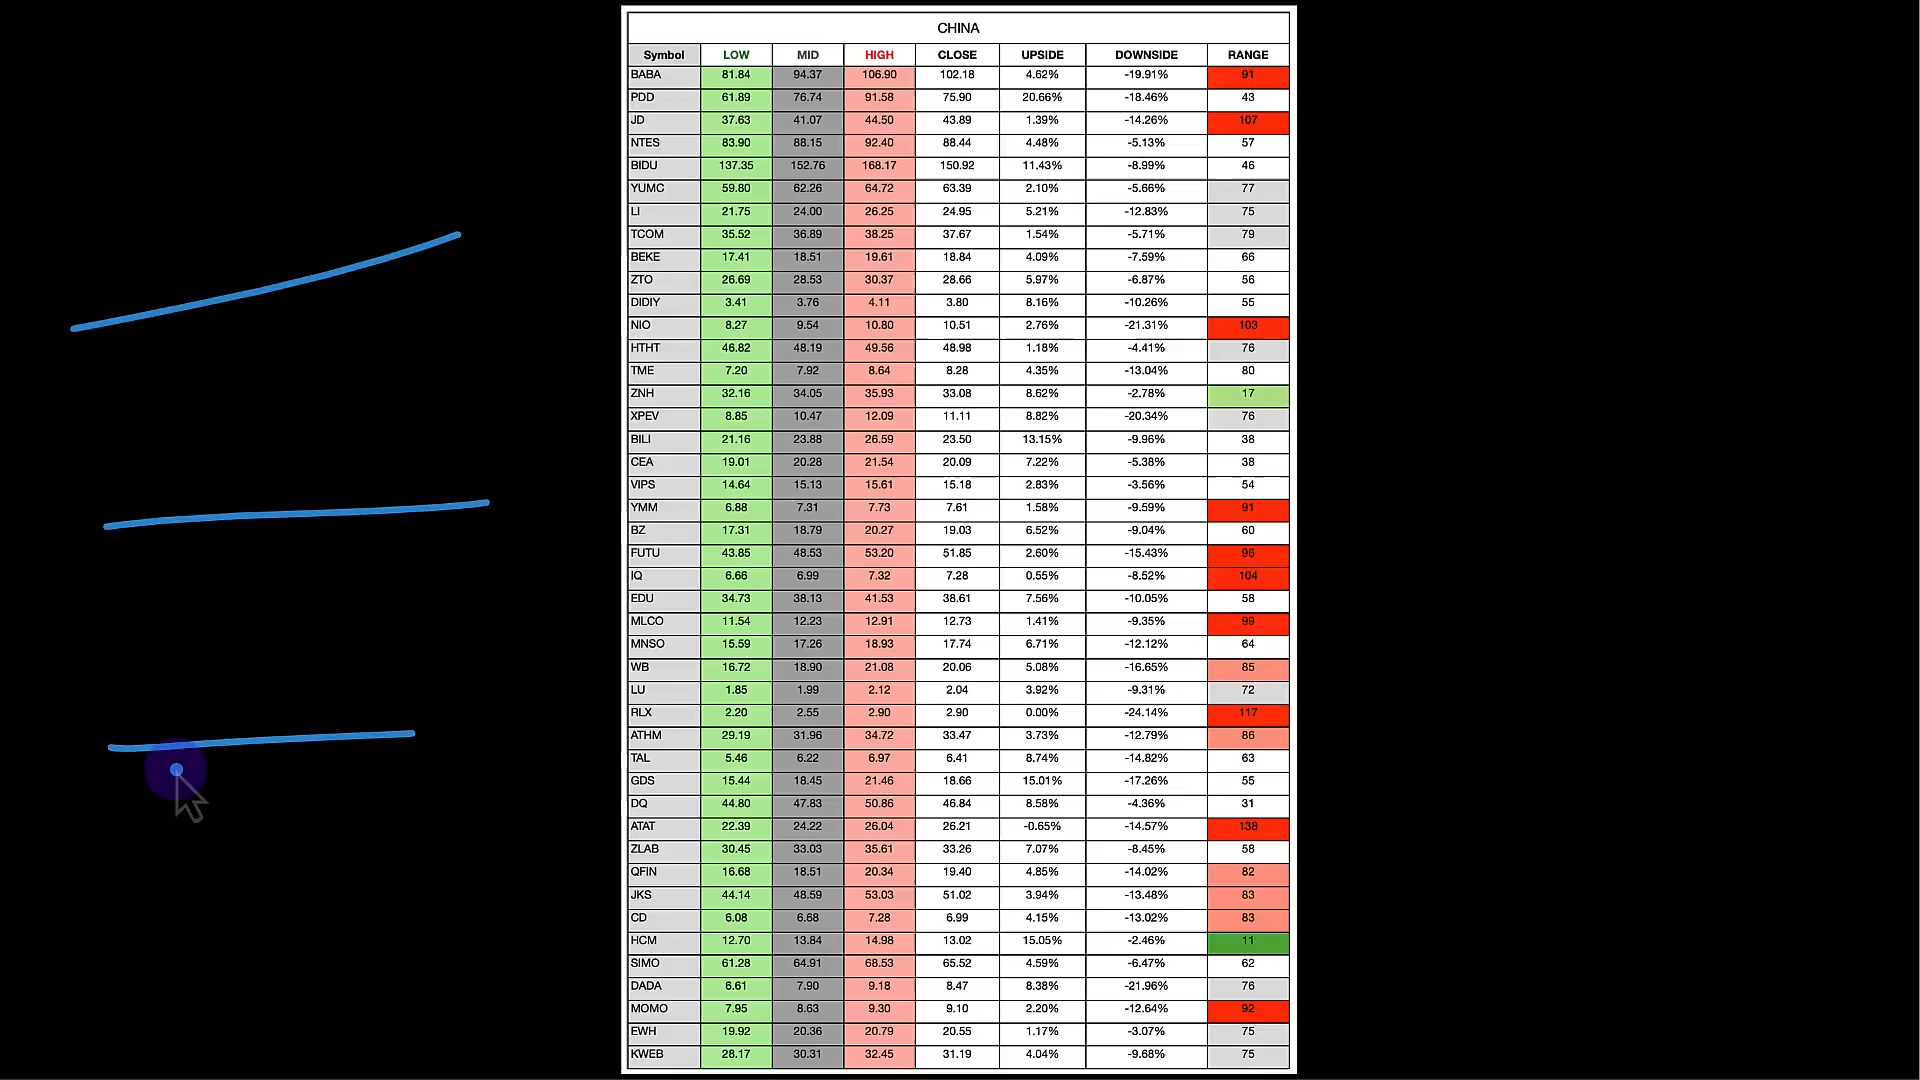 CHINA
Symbol LOW MID HIGH CLOSE UPSIDE DOWNSIDE RANGE
BABA 81.84 94.37 106.90 102.18 4.62% -19.91% 91
PDD 61.89 76.74 91.58 75.90 20.66% -18.46% 43
JD 37.63 41.07 44.50 43.89 1.39% -14.26% 107
NTES 83.90 88.15 92.40 88.44 4.48% -5.13% 57
BIDU 137.35 152.76 168.17 150.92 11.43% -8.99% 46
YUMC 59.80 62.26 64.72 63.39 2.10% -5.66% 77
LI 21.75 24.00 26.25 24.95 5.21% -12.83% 75
TCOM 35.52 36.89 38.25 37.67 1.54% -5.71% 79
BEKE 17.41 18.51 19.61 18.84 4.09% -7.59% 66
ZTO 26.69 28.53 30.37 28.66 5.97% -6.87% 56
DIDIY 3.41 3.76 4.11 3.80 8.16% -10.26% 55
NIO 8.27 9.54 10.80 10.51 2.76% -21.31% 103
HTHT 46.82 48.19 49.56 48.98 1.18% -4.41% 76
TME 7.20 7.92 8.64 8.28 4.35% -13.04% 80
ZNH 32.16 34.05 35.93 33.08 8.62% -2.78% 17
XPEV 8.85 10.47 12.09 11.11 8.82% -20.34% 76
BILI 21.16 23.88 26.59 23.50 13.15% -9.96% 38
CEA 19.01 20.28 21.54 20.09 7.22% -5.38% 38
VIPS 14.64 15.13 15.61 15.18 2.83% -3.56% 54
YMM 6.88 7.31 7.73 7.61 1.58% -9.59% 91
BZ 17.31 18.79 20.27 19.03 6.52% -9.04% 60
FUTU 43.85 48.53 53.20 51.85 2.60% -15.43% 96
IQ 6.66 6.99 7.32 7.28 0.55% -8.52% 104
EDU 34.73 38.13 41.53 38.61 7.56% -10.05% 58
MLCO 11.54 12.23 12.91 12.73 1.41% -9.35% 99
MNSO 15.59 17.26 18.93 17.74 6.71% -12.12% 64
WB 16.72 18.90 21.08 20.06 5.08% -16.65% 85
LU 1.85 1.99 2.12 2.04 3.92% -9.31% 72
RLX 2.20 2.55 2.90 2.90 0.00% -24.14% 117
ATHM 29.19 31.96 34.72 33.47 3.73% -12.79% 86
TAL 5.46 6.22 6.97 6.41 8.74% -14.82% 63
GDS 15.44 18.45 21.46 18.66 15.01% -17.26% 55
DQ 44.80 47.83 50.86 46.84 8.58% -4.36% 31
ATAT 22.39 24.22 26.04 26.21 -0.65% -14.57% 138
ZLAB 30.45 33.03 35.61 33.26 7.07% -8.45% 58
QFIN 16.68 18.51 20.34 19.40 4.85% -14.02% 82
JKS 44.14 48.59 53.03 51.02 3.94% -13.48% 83
CD 6.08 6.68 7.28 6.99 4.15% -13.02% 83
HCM 12.70 13.84 14.98 13.02 15.05% -2.46% 11
SIMO 61.28 64.91 68.53 65.52 4.59% -6.47% 62
DADA 6.61 7.90 9.18 8.47 8.38% -21.96% 76
MOMO 7.95 8.63 9.30 9.10 2.20% -12.64% 92
EWH 19.92 20.36 20.79 20.55 1.17% -3.07% 75
KWEB 28.17 30.31 32.45 31.19 4.04% -9.68% 75